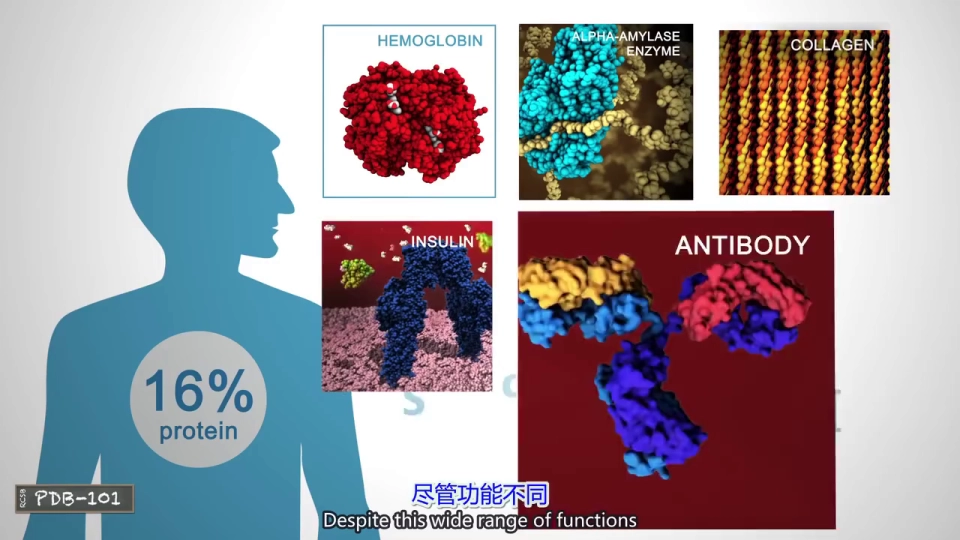 HEMOGLOBIN
ALPHA-AMYLASE
ENZYME
COLLAGEN
INSULIN
ANTIBODY
16%
protein
RCSB PDB-101
尽管功能不同
Despite this wide range of functions